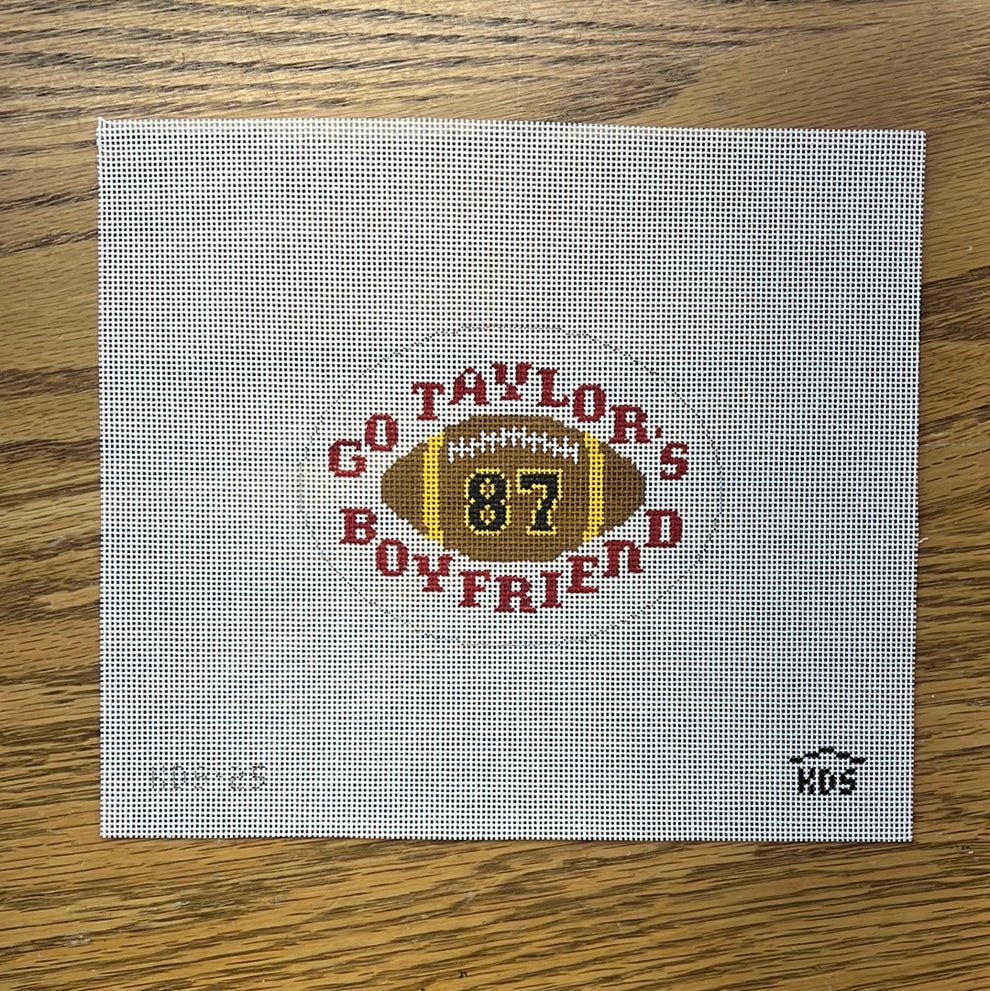 GO TAYLOR'S
87
BOYFRIEND
KDS